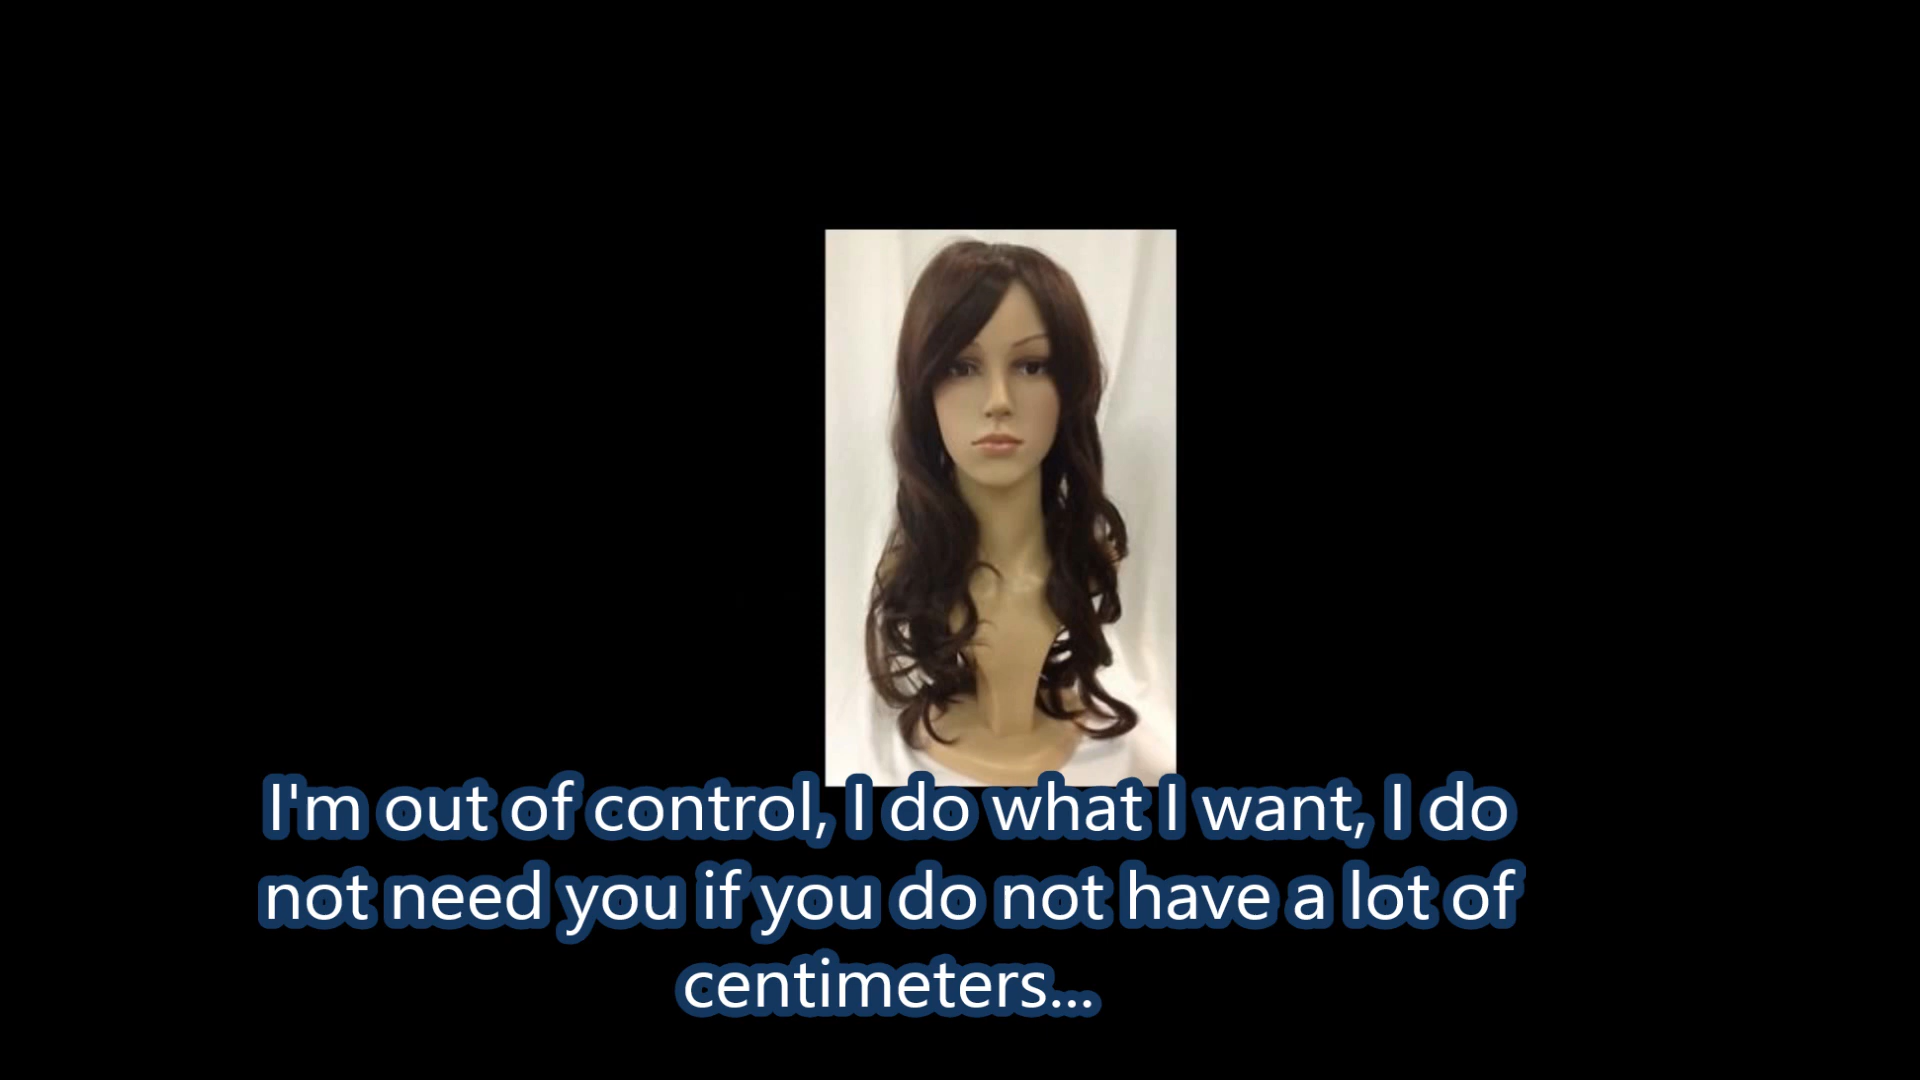 I'm out of control, I do what I want, I do
not need you if you do not have a lot of
centimeters...